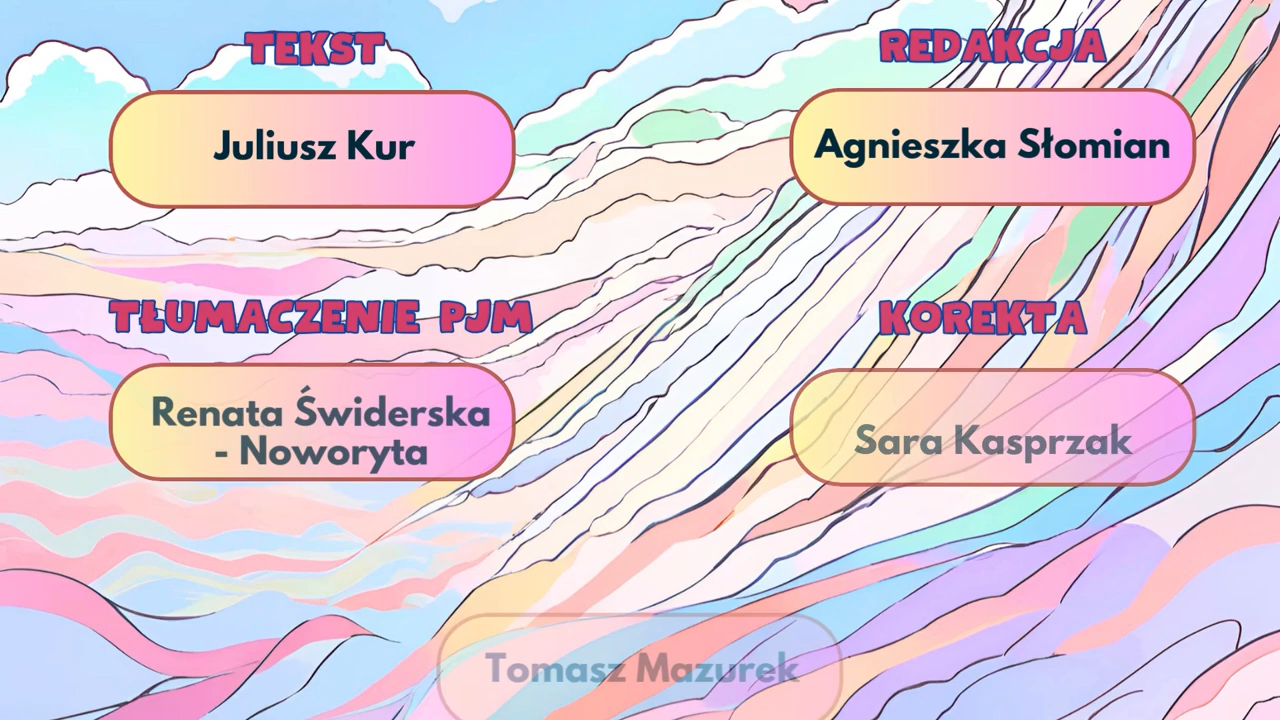 TEKST
Juliusz Kur
REDAKCJA
Agnieszka Słomian
TŁUMACZENIE PJM
Renata Świderska
- Noworyta
KOREKTA
Sara Kasprzak
Tomasz Mazurek